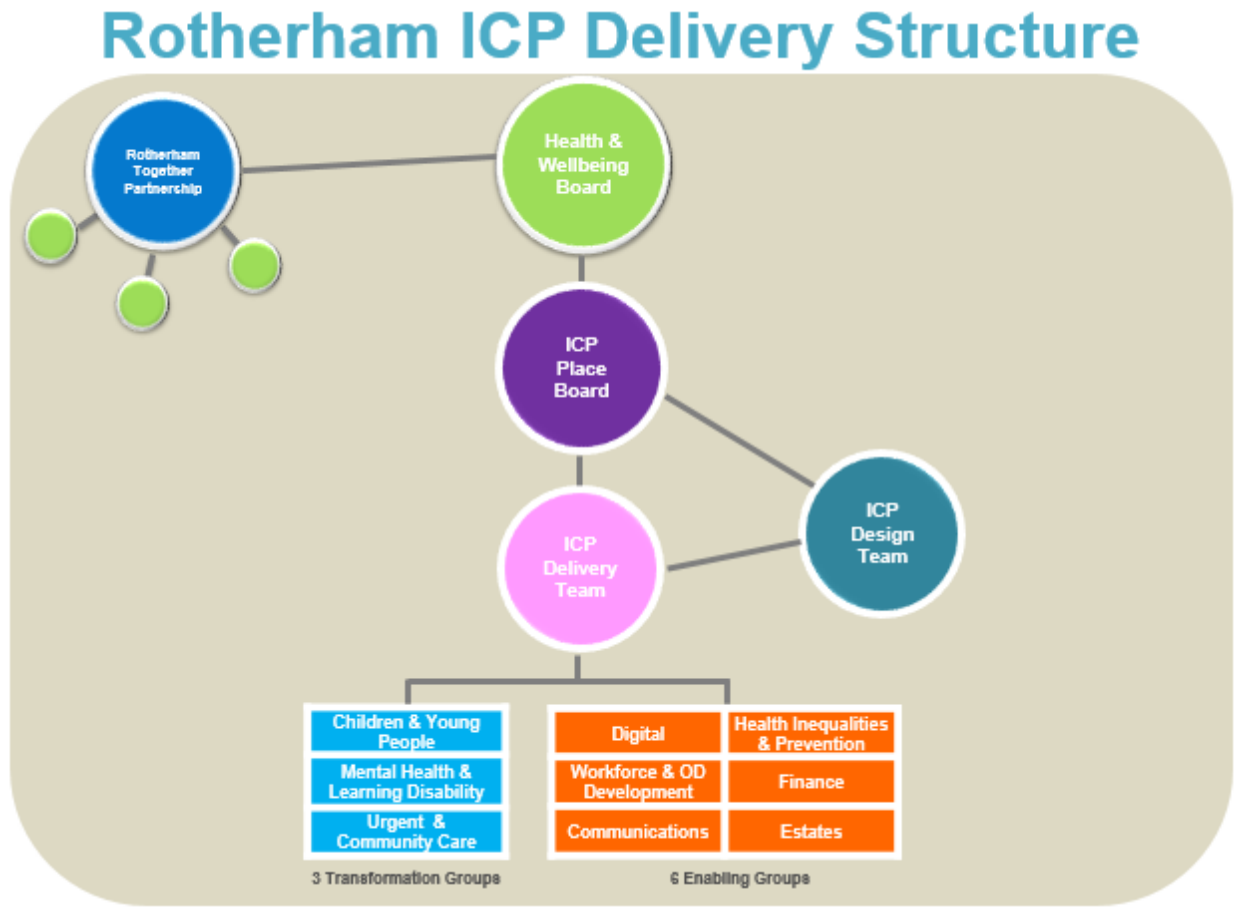 Rotherham ICP Delivery Structure
Rotherham
Together
Partnership
Health &
Wellbeing
Board
ICP
Place
Board
ICP
Design
Team
ICP
Delivery
Team
Children & Young
People
Mental Health &
Learning Disability
Urgent &
Community Care
3 Transformation Groups
Digital
Health Inequalities
& Prevention
Workforce & OD
Development
Finance
Communications
Estates
6 Enabling Groups